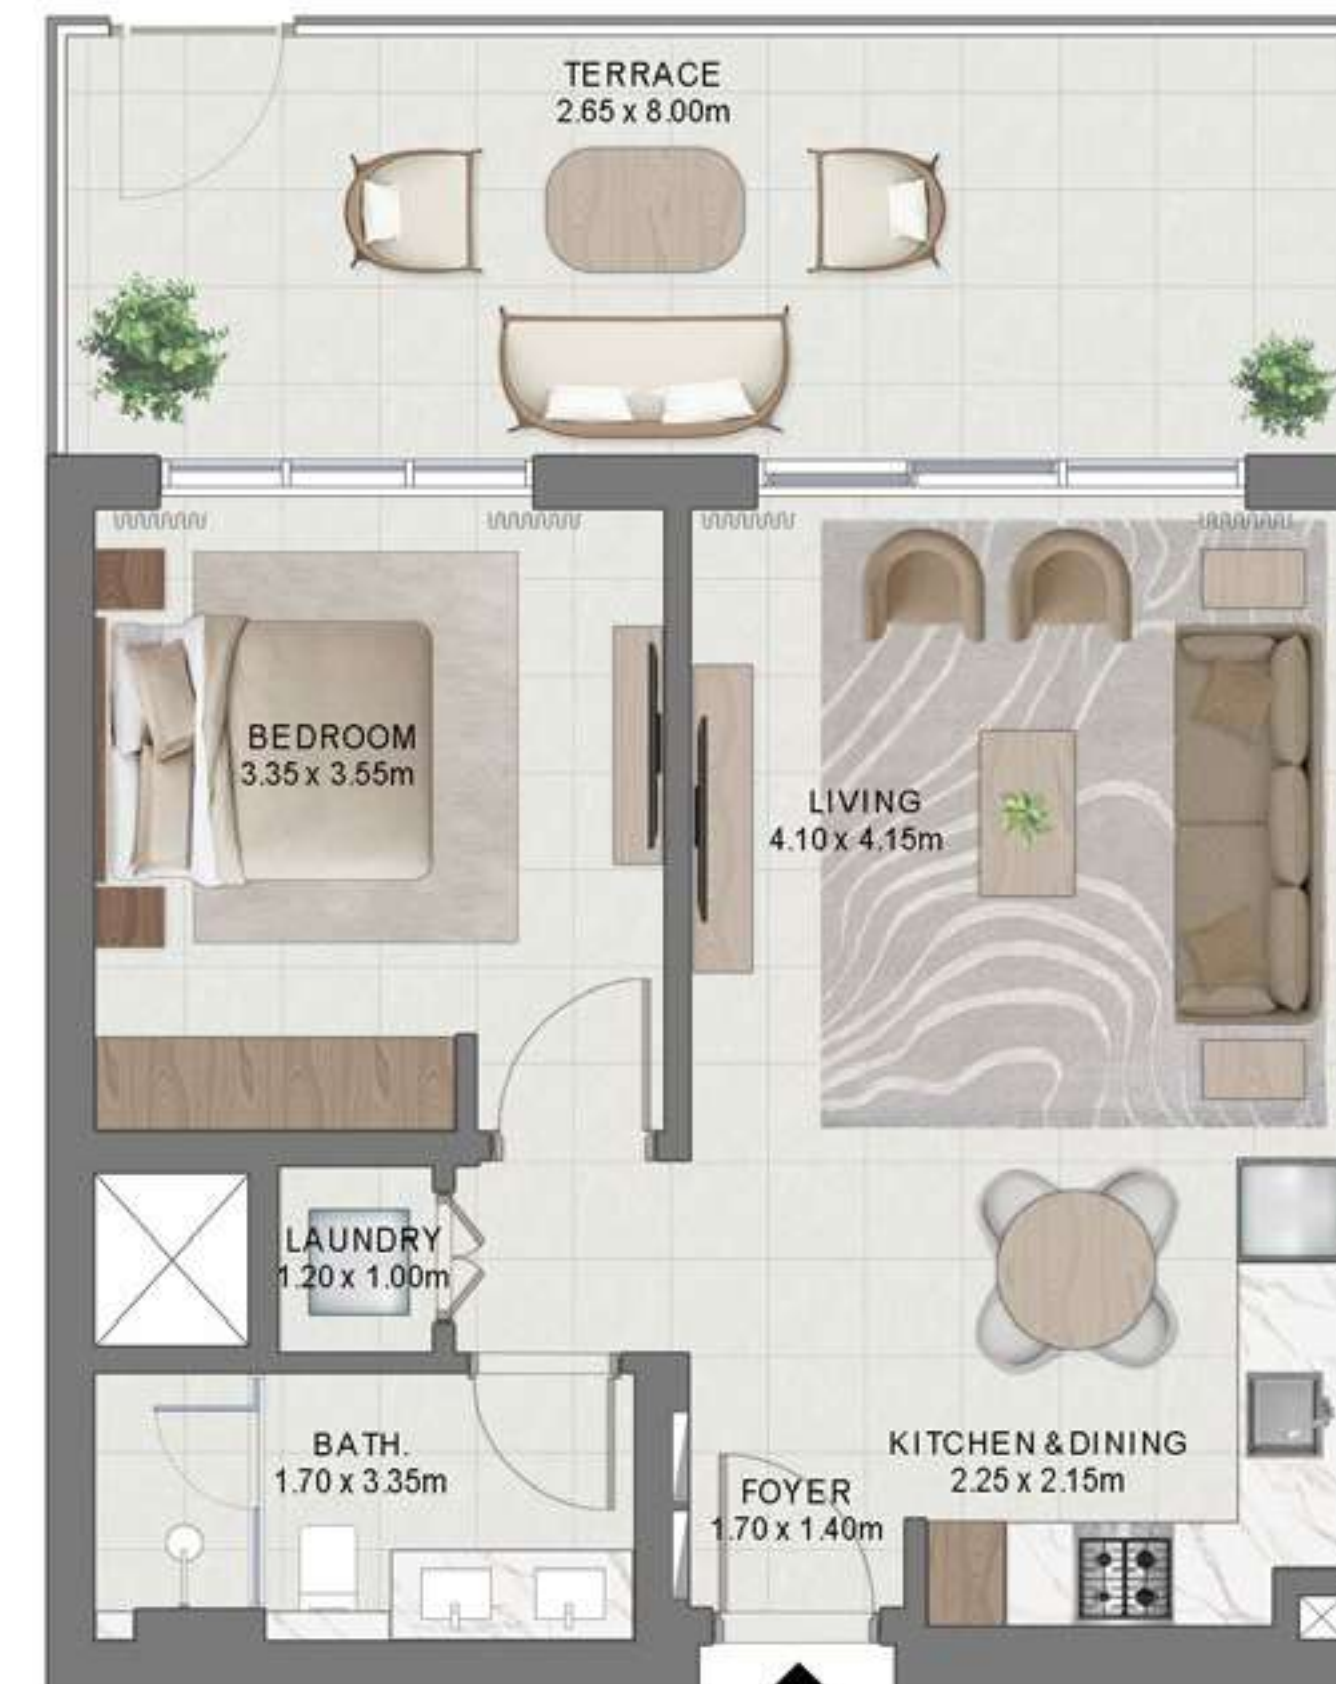 TERRACE
2.65 x 8.00m
BEDROOM
3.35 x 3.55m
LIVING
4.10 x 4.15m
LAUNDRY
1.20 x 1.00m
BATH.
1.70 x 3.35m
KITCHEN & DINING
2.25 x 2.15m
FOYER
1.70 x 1.40m